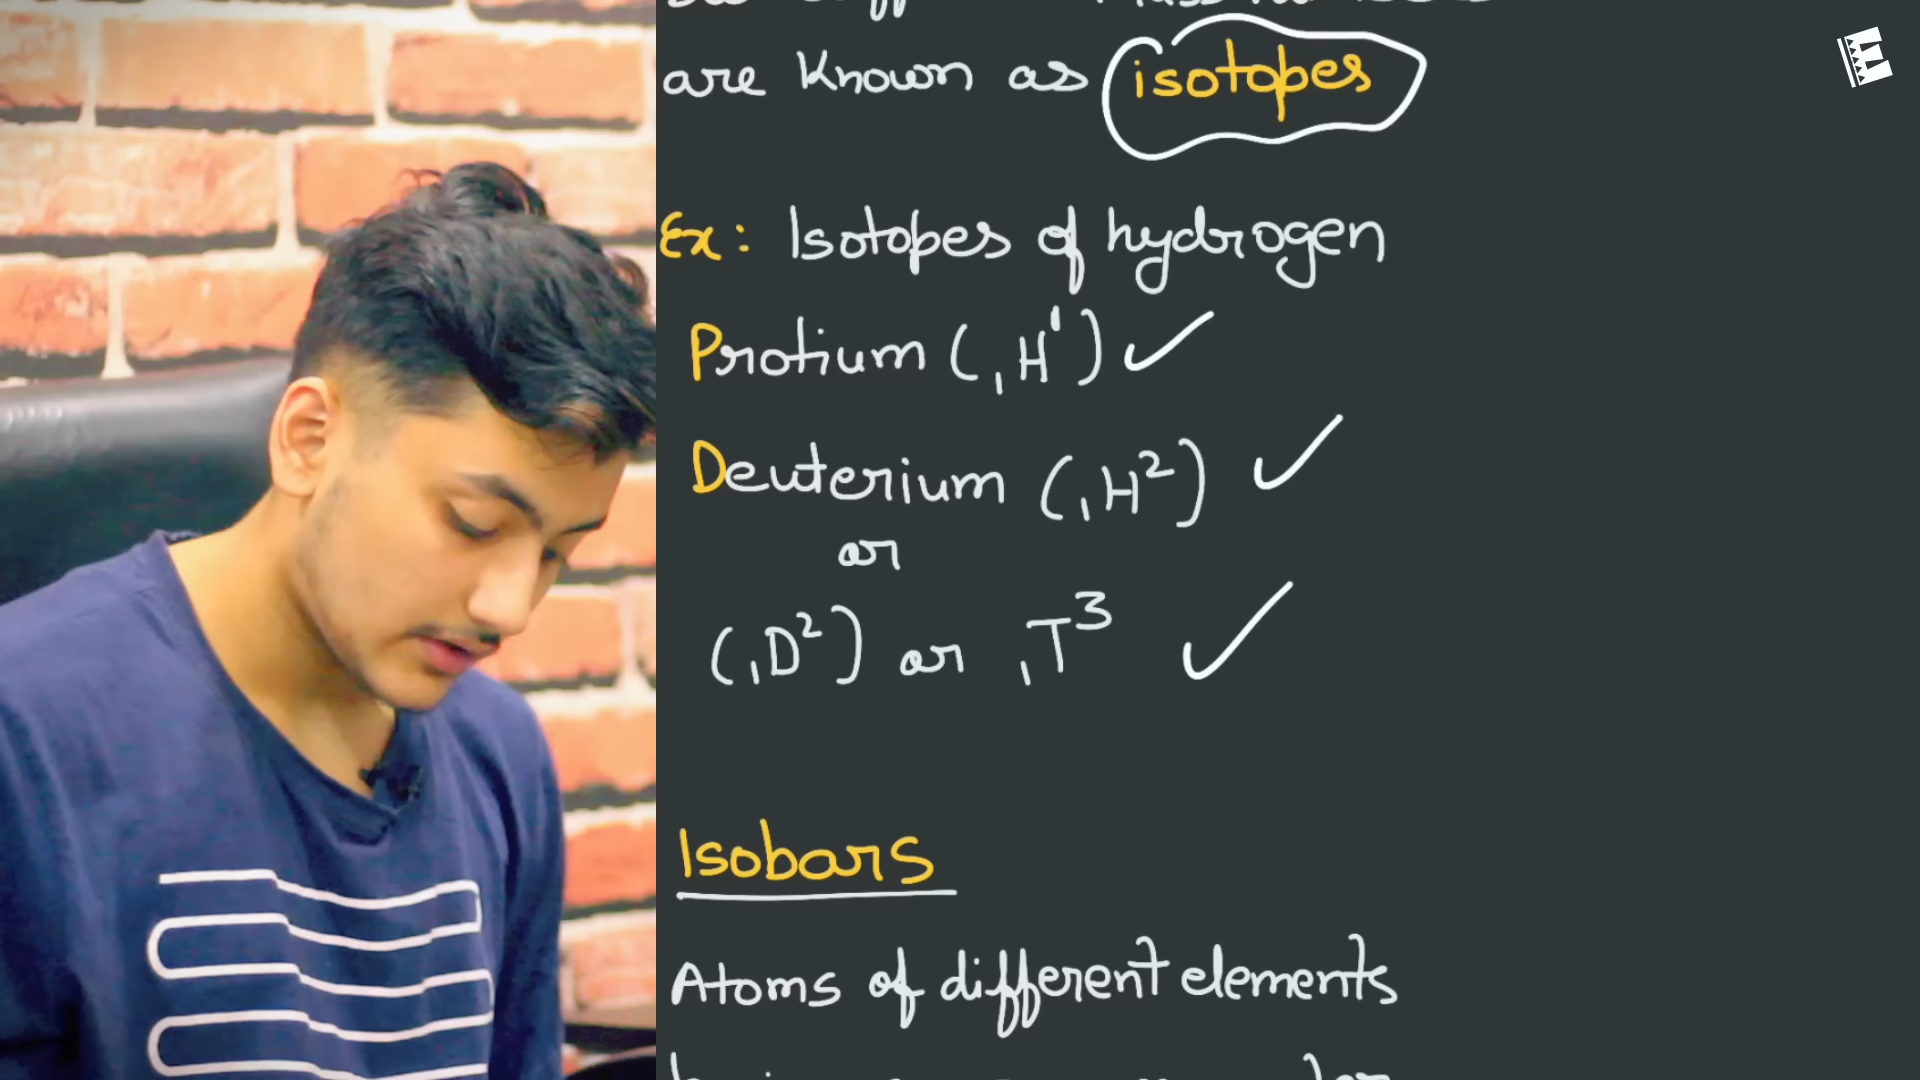 are known as isotopes
Ex: Isotopes of hydrogen
Protium (₁H¹)
Deuterium (₁H²)
or
(₁D²) or ₁T³
Isobars
Atoms of different elements